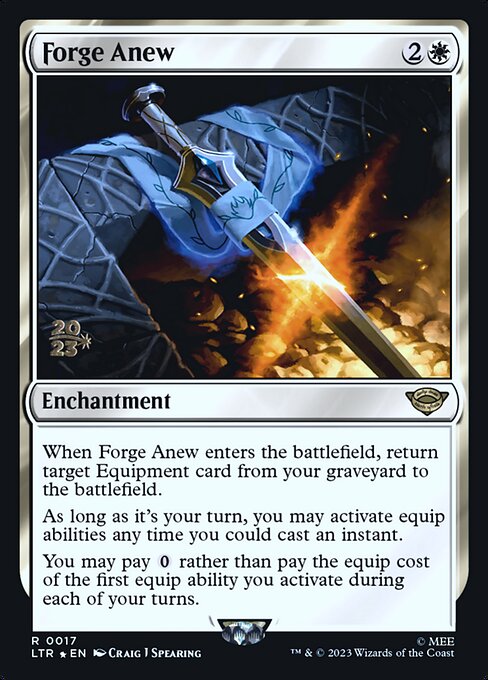 Forge Anew 2
20
23
Enchantment
When Forge Anew enters the battlefield, return
target Equipment card from your graveyard to
the battlefield.
As long as it's your turn, you may activate equip
abilities any time you could cast an instant.
You may pay 0 rather than pay the equip cost
of the first equip ability you activate during
each of your turns.
R 0017
LTR ★ EN Craig J Spearing
© MEE
™ & © 2023 Wizards of the Coast